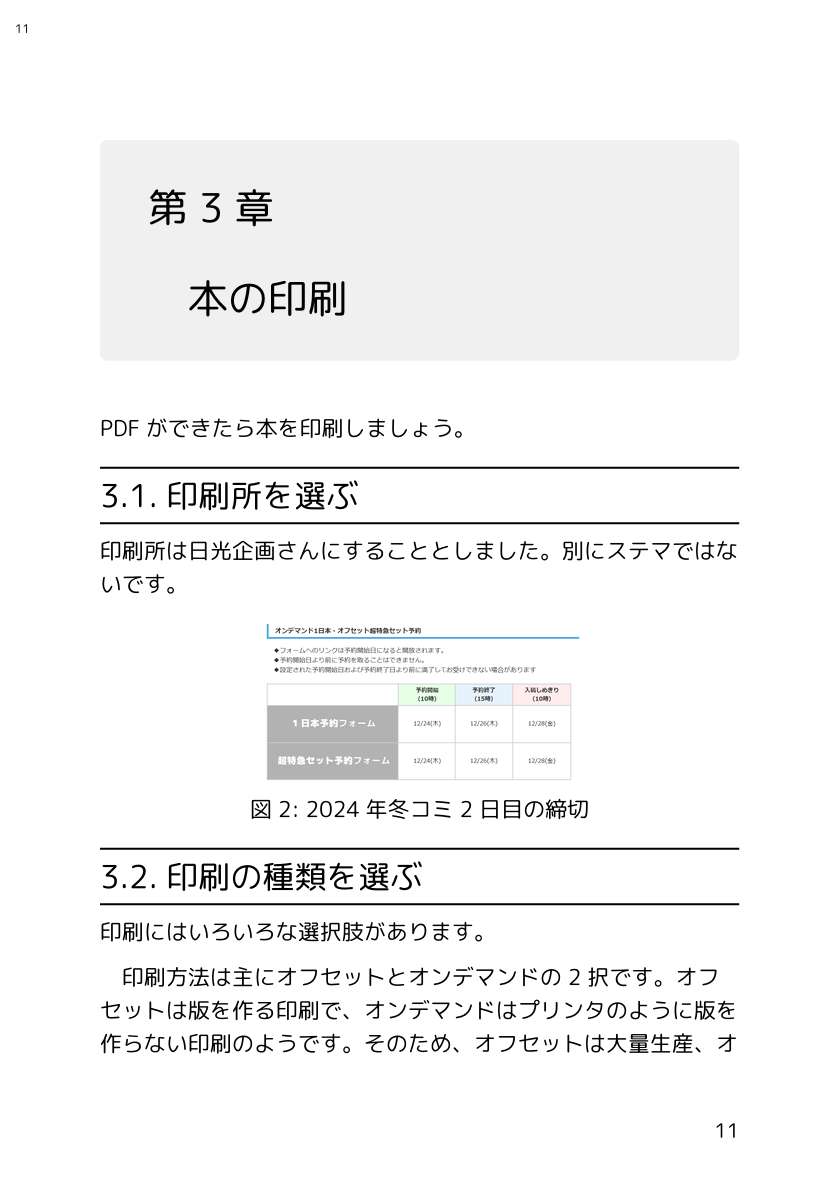 11
第 3 章
本の印刷
PDF ができたら本を印刷しましょう。
3.1. 印刷所を選ぶ
印刷所は日光企画さんにすることとしました。別にステマではな
いです。
オンデマンド1日本・オフセット超特急セット予約
◆フォームへのリンクは予約開始日になると開放されます。
◆予約開始日より前に予約を取ることはできません。
◆設定された予約開始日および予約終了日より前に満了してお受けできない場合があります
予約開始 予約終了 入稿しめきり
(10時) (15時) (10時)
1日本予約フォーム 12/24(木) 12/26(木) 12/28(金)
超特急セット予約フォーム 12/24(木) 12/26(木) 12/28(金)
図 2: 2024 年冬コミ 2 日目の締切
3.2. 印刷の種類を選ぶ
印刷にはいろいろな選択肢があります。
印刷方法は主にオフセットとオンデマンドの 2 択です。オフ
セットは版を作る印刷で、オンデマンドはプリンタのように版を
作らない印刷のようです。そのため、オフセットは大量生産、オ
11